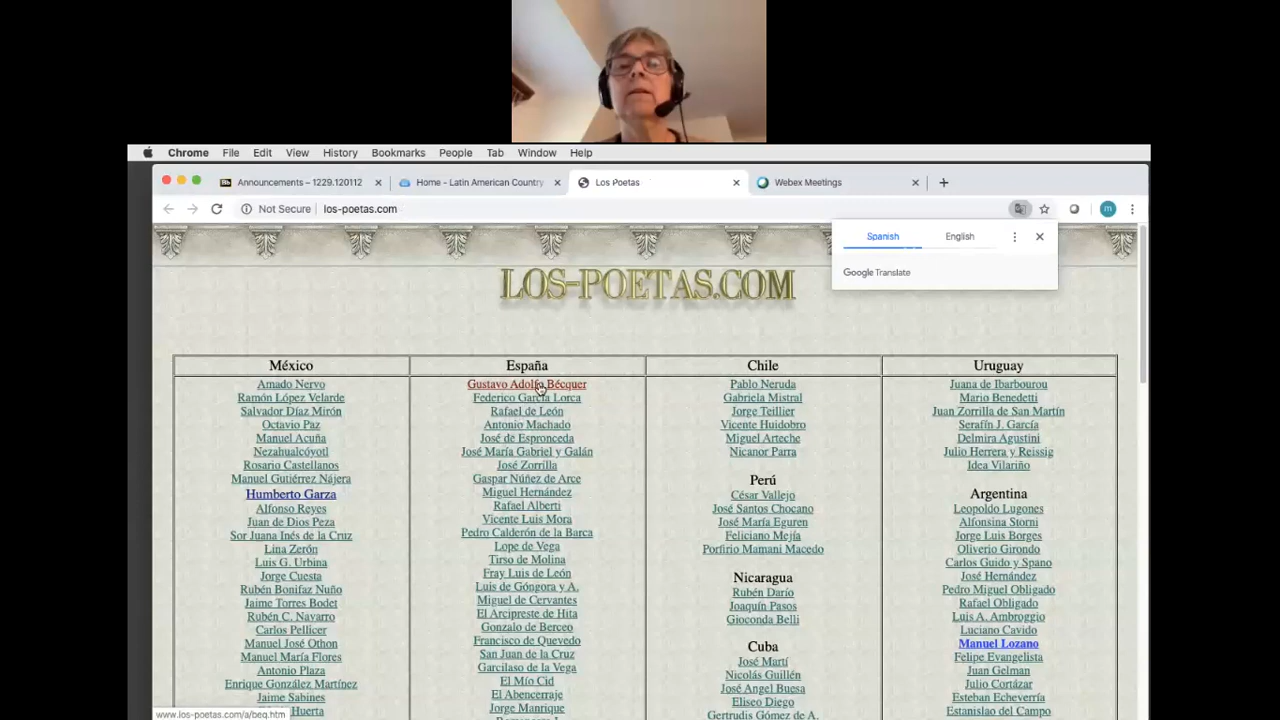 Chrome File Edit View History Bookmarks People Tab Window Help
Announcements – 1229.120112
Home - Latin American Country
Los Poetas
Webex Meetings
Not Secure los-poetas.com
m
Spanish English
Google Translate
LOS-POETAS.COM
México
Amado Nervo
Ramón López Velarde
Salvador Díaz Mirón
Octavio Paz
Manuel Acuña
Nezahualcóyotl
Rosario Castellanos
Manuel Gutiérrez Nájera
Humberto Garza
Alfonso Reyes
Juan de Dios Peza
Sor Juana Inés de la Cruz
Lina Zerón
Luis G. Urbina
Jorge Cuesta
Rubén Bonifaz Nuño
Jaime Torres Bodet
Rubén C. Navarro
Carlos Pellicer
Manuel José Othon
Manuel María Flores
Antonio Plaza
Enrique González Martínez
Jaime Sabines
Huerta
España
Gustavo Adolfo Bécquer
Federico García Lorca
Rafael de León
Antonio Machado
José de Espronceda
José María Gabriel y Galán
José Zorrilla
Gaspar Núñez de Arce
Miguel Hernández
Rafael Alberti
Vicente Luis Mora
Pedro Calderón de la Barca
Lope de Vega
Tirso de Molina
Fray Luis de León
Luis de Góngora y A.
Miguel de Cervantes
El Arcipreste de Hita
Gonzalo de Berceo
Francisco de Quevedo
San Juan de la Cruz
Garcilaso de la Vega
El Mío Cid
El Abencerraje
Jorge Manrique
Chile
Pablo Neruda
Gabriela Mistral
Jorge Teillier
Vicente Huidobro
Miguel Arteche
Nicanor Parra
Perú
César Vallejo
José Santos Chocano
José María Eguren
Feliciano Mejía
Porfirio Mamani Macedo
Nicaragua
Rubén Darío
Joaquín Pasos
Gioconda Belli
Cuba
José Martí
Nicolás Guillén
José Angel Buesa
Eliseo Diego
Gertrudis Gómez de A.
Uruguay
Juana de Ibarbourou
Mario Benedetti
Juan Zorrilla de San Martín
Serafín J. García
Delmira Agustini
Julio Herrera y Reissig
Idea Vilariño
Argentina
Leopoldo Lugones
Alfonsina Storni
Jorge Luis Borges
Oliverio Girondo
Carlos Guido y Spano
José Hernández
Pedro Miguel Obligado
Rafael Obligado
Luis A. Ambroggio
Luciano Cavido
Manuel Lozano
Felipe Evangelista
Juan Gelman
Julio Cortázar
Esteban Echeverría
Estanislao del Campo
www.los-poetas.com/a/beq.htm